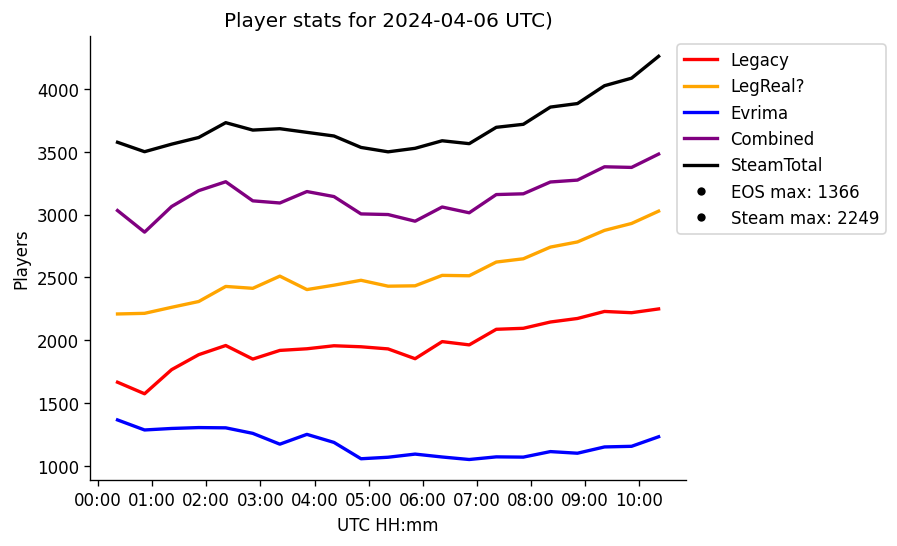 Player stats for 2024-04-06 UTC)
Legacy
LegReal?
Evrima
Combined
SteamTotal
EOS max: 1366
Steam max: 2249
Players
4000
3500
3000
2500
2000
1500
1000
00:00 01:00 02:00 03:00 04:00 05:00 06:00 07:00 08:00 09:00 10:00
UTC HH:mm